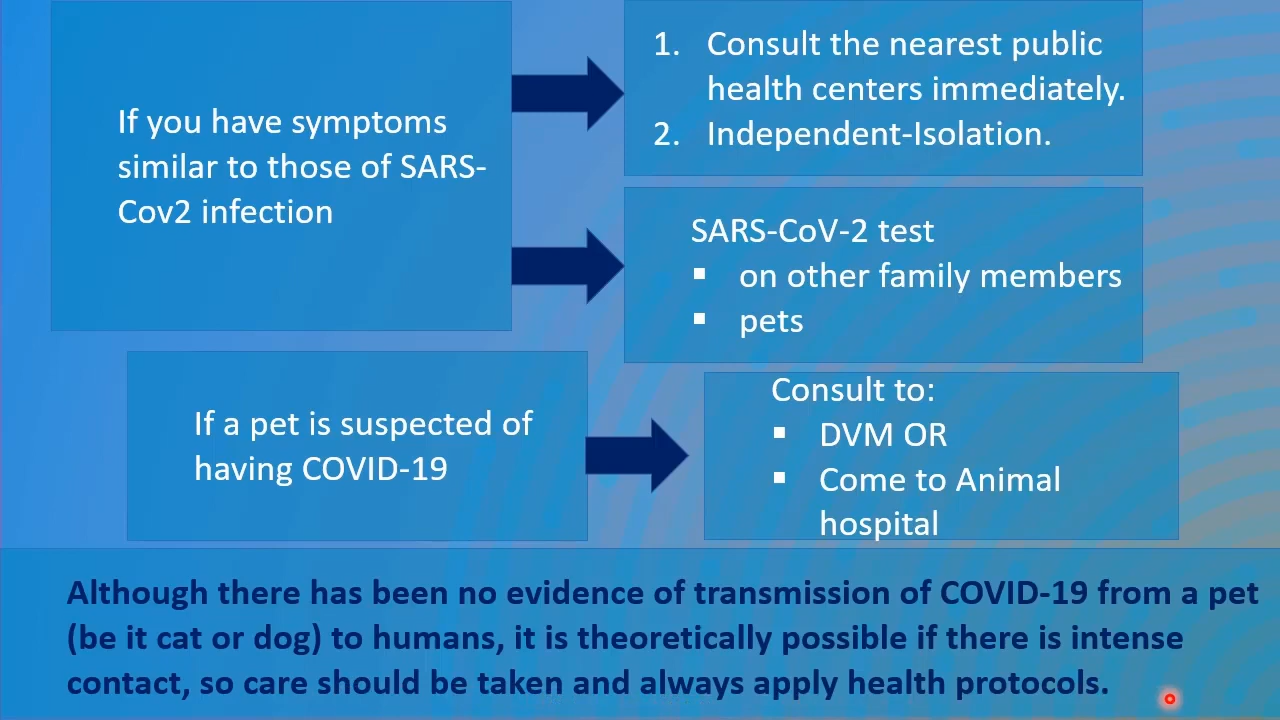 If you have symptoms
similar to those of SARS-
Cov2 infection
1. Consult the nearest public
health centers immediately.
2. Independent-Isolation.
SARS-CoV-2 test
▪ on other family members
▪ pets
If a pet is suspected of
having COVID-19
Consult to:
▪ DVM OR
▪ Come to Animal
hospital
Although there has been no evidence of transmission of COVID-19 from a pet
(be it cat or dog) to humans, it is theoretically possible if there is intense
contact, so care should be taken and always apply health protocols.